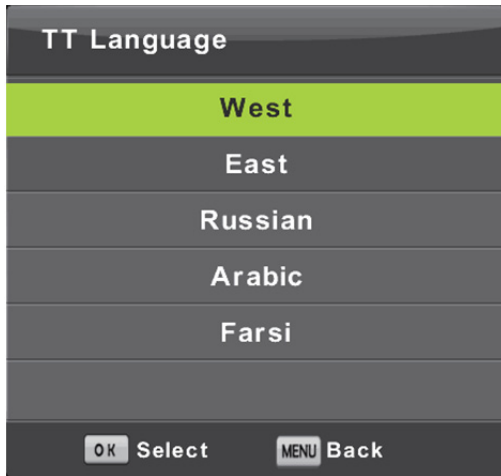 TT Language
West
East
Russian
Arabic
Farsi
OK Select MENU Back